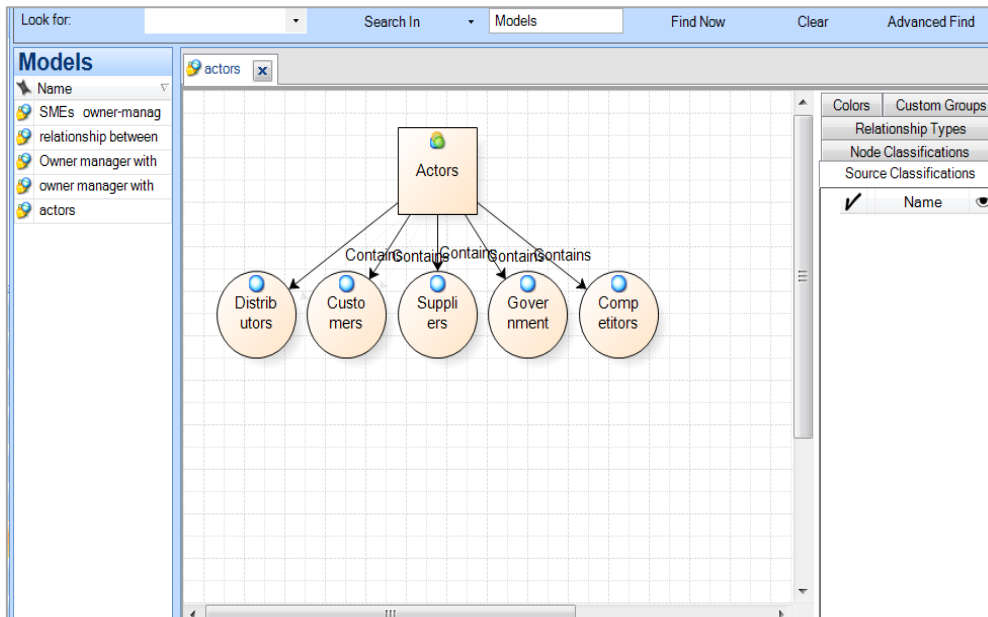 Look for:
Search In
Models
Find Now
Clear
Advanced Find
Models
Name
SMEs owner-manag
relationship between
Owner manager with
owner manager with
actors
actors
Actors
Contains
Contains
Contains
Contains
Contains
Distrib
utors
Custo
mers
Suppli
ers
Gover
nment
Comp
etitors
Colors
Custom Groups
Relationship Types
Node Classifications
Source Classifications
Name